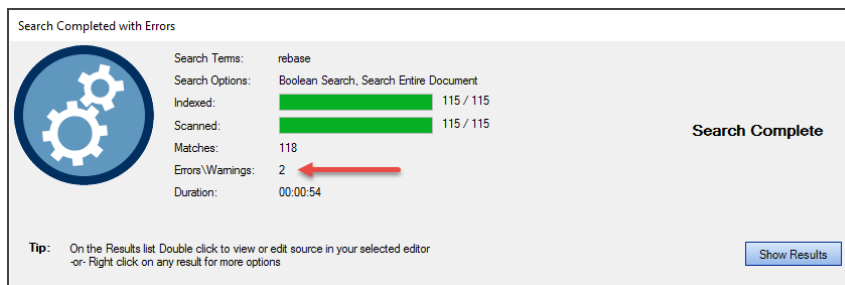 Search Completed with Errors
Search Terms: rebase
Search Options: Boolean Search, Search Entire Document
Indexed: 115 / 115
Scanned: 115 / 115
Matches: 118
Search Complete
Errors\Warnings: 2
Duration: 00:00:54
Tip: On the Results list Double click to view or edit source in your selected editor
-or- Right click on any result for more options
Show Results